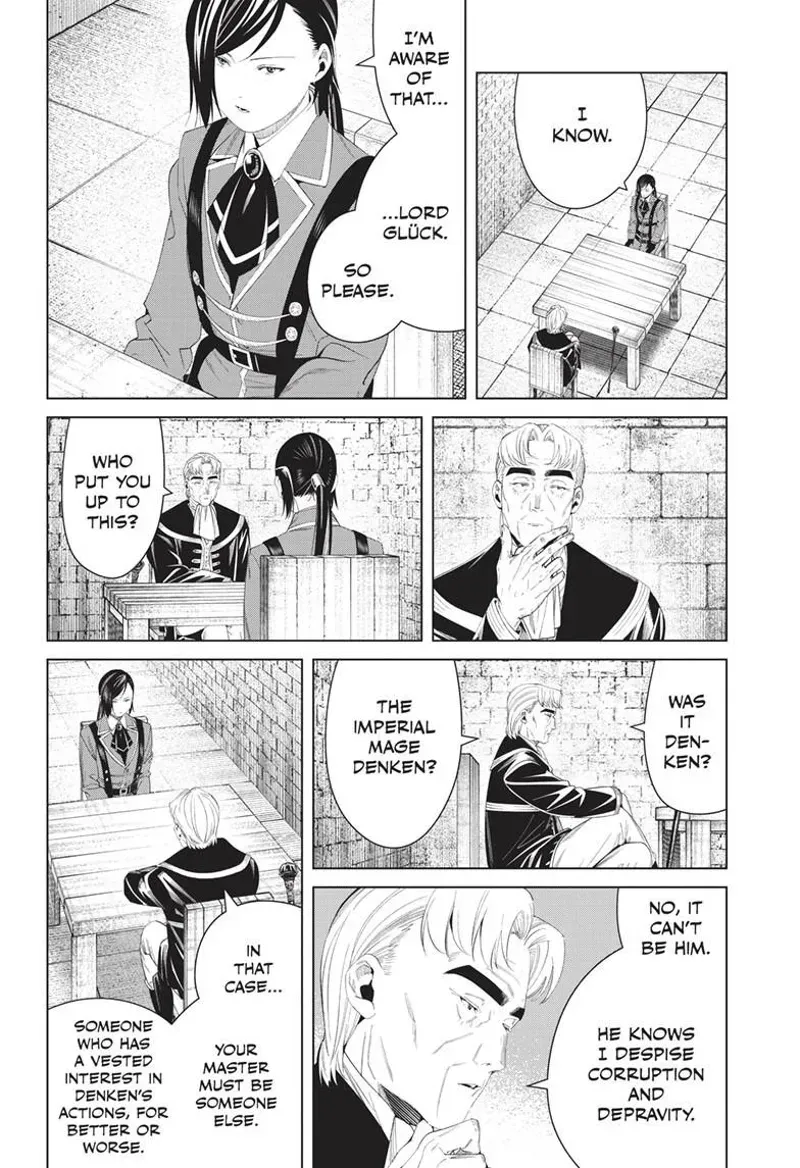 I
KNOW.
I'M
AWARE
OF
THAT...
...LORD
GLÜCK.
SO
PLEASE.
WHO
PUT YOU
UP TO
THIS?
WAS
IT
DEN-
KEN?
THE
IMPERIAL
MAGE
DENKEN?
NO, IT
CAN'T
BE HIM.
HE KNOWS
I DESPISE
CORRUPTION
AND
DEPRAVITY.
IN
THAT
CASE...
YOUR
MASTER
MUST BE
SOMEONE
ELSE.
SOMEONE
WHO HAS
A VESTED
INTEREST IN
DENKEN'S
ACTIONS, FOR
BETTER OR
WORSE.